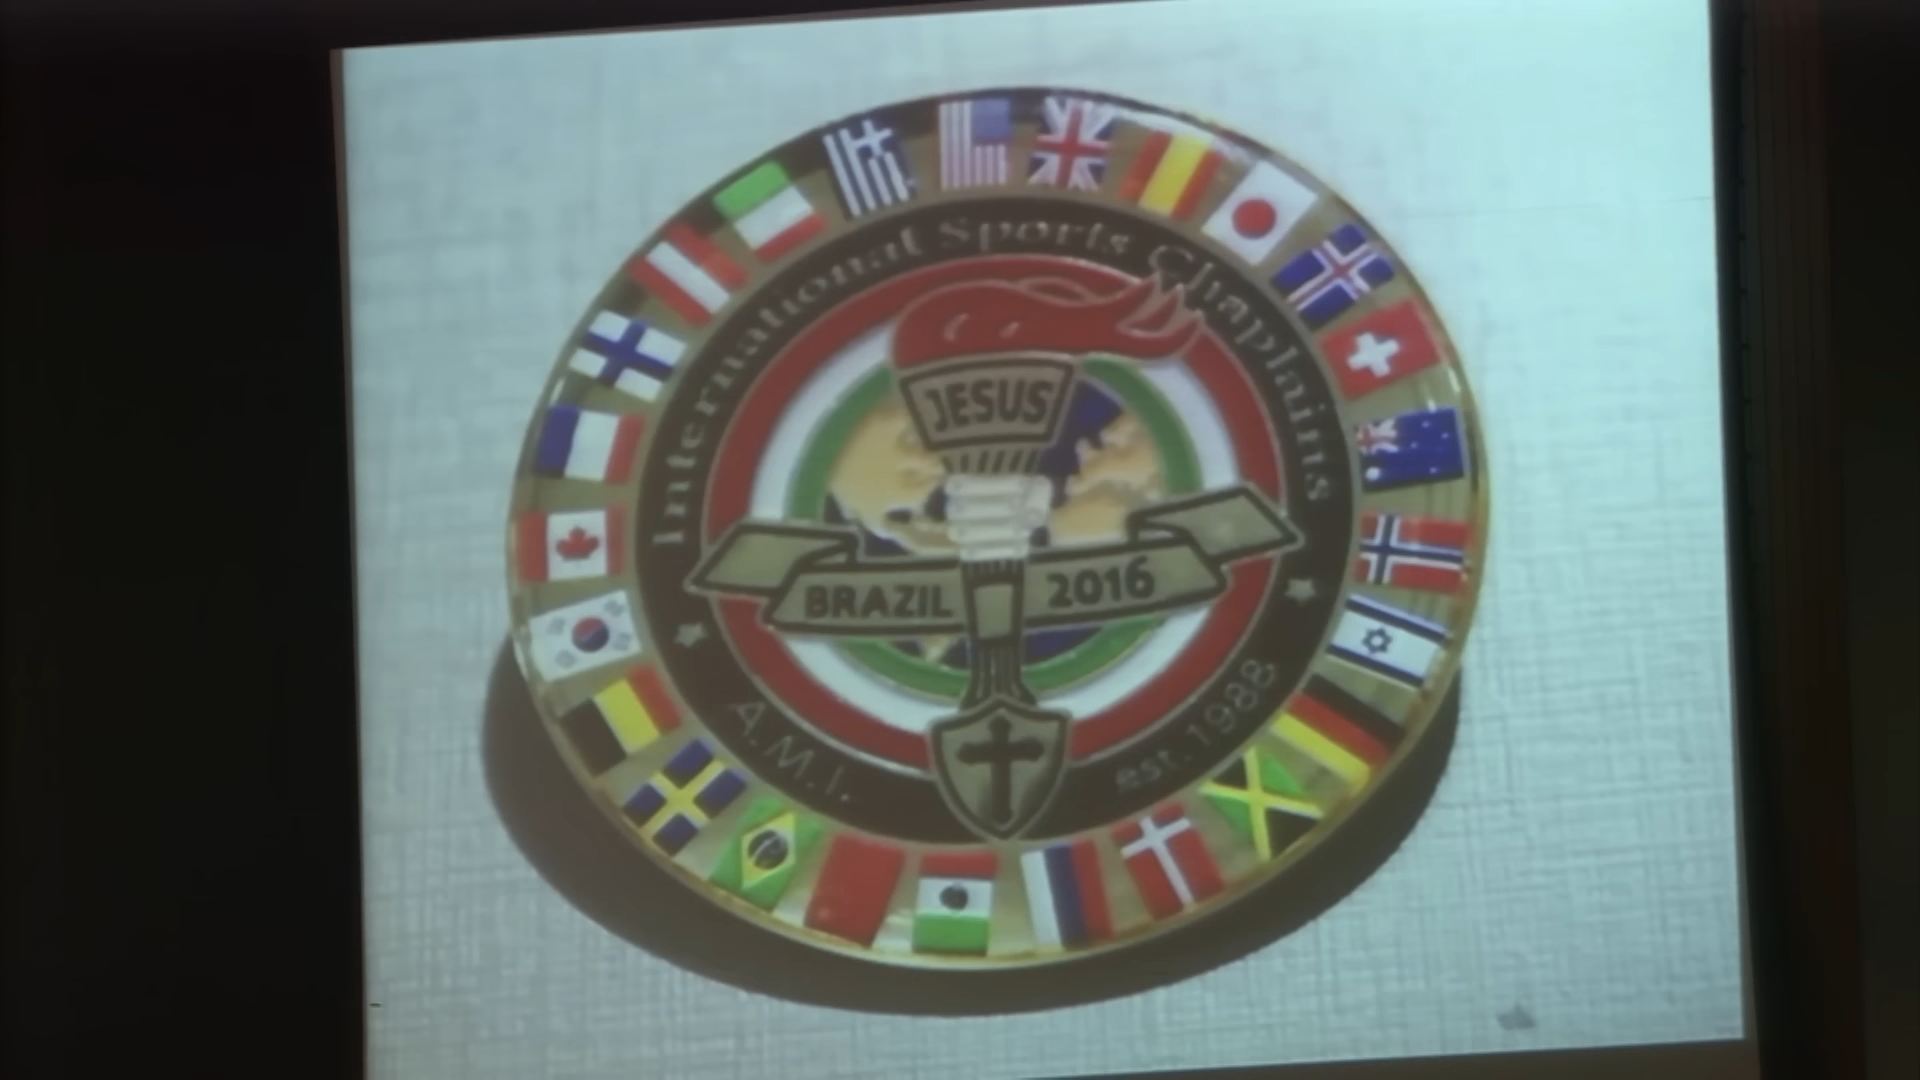 International Sports Chaplains
JESUS
BRAZIL 2016
A.M.I.
est. 1988